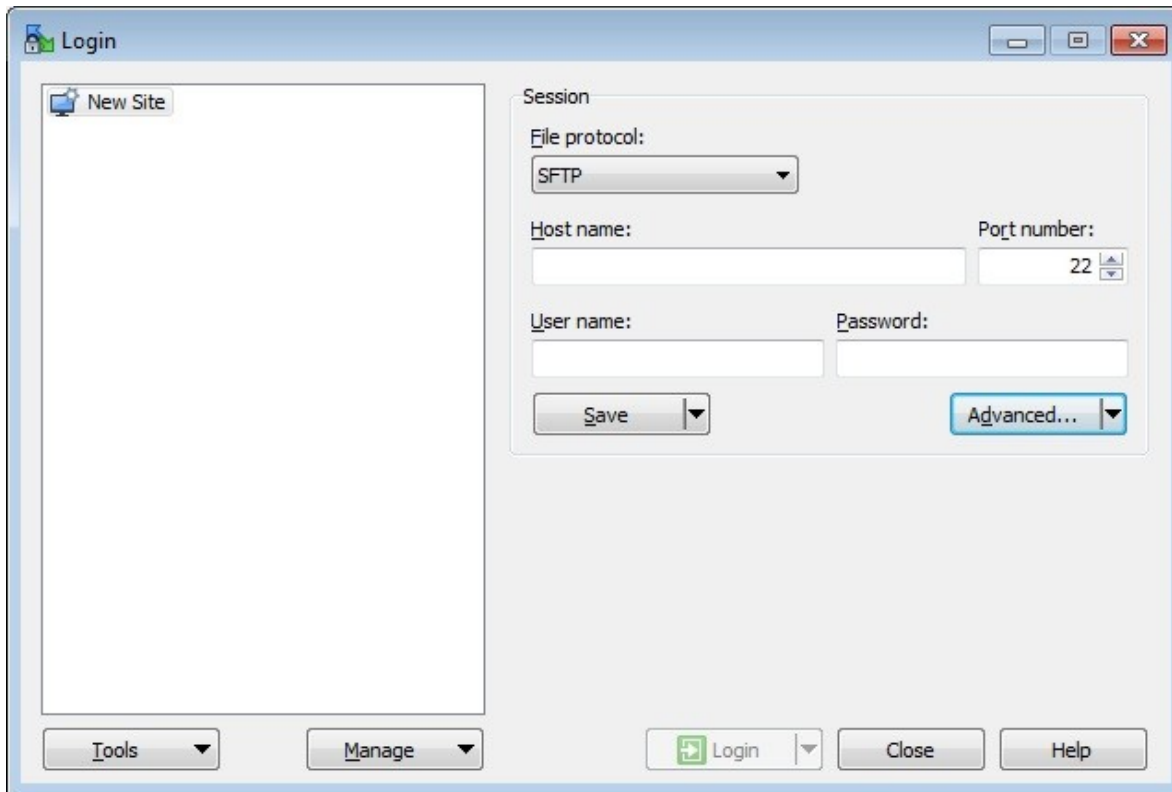 Login
New Site
Session
File protocol:
SFTP
Host name:
Port number:
22
User name:
Password:
Save
Advanced...
Tools
Manage
Login
Close
Help